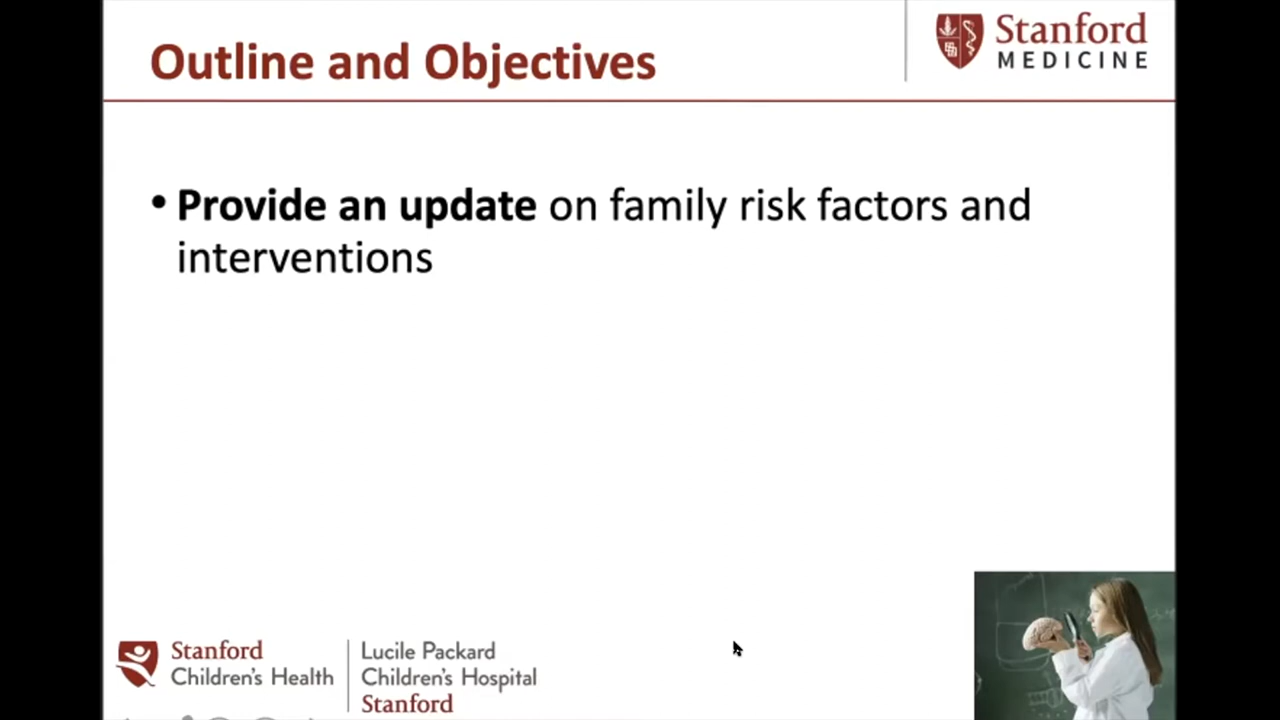 Outline and Objectives
Stanford
MEDICINE
• Provide an update on family risk factors and
interventions
Stanford
Children's Health
Lucile Packard
Children's Hospital
Stanford